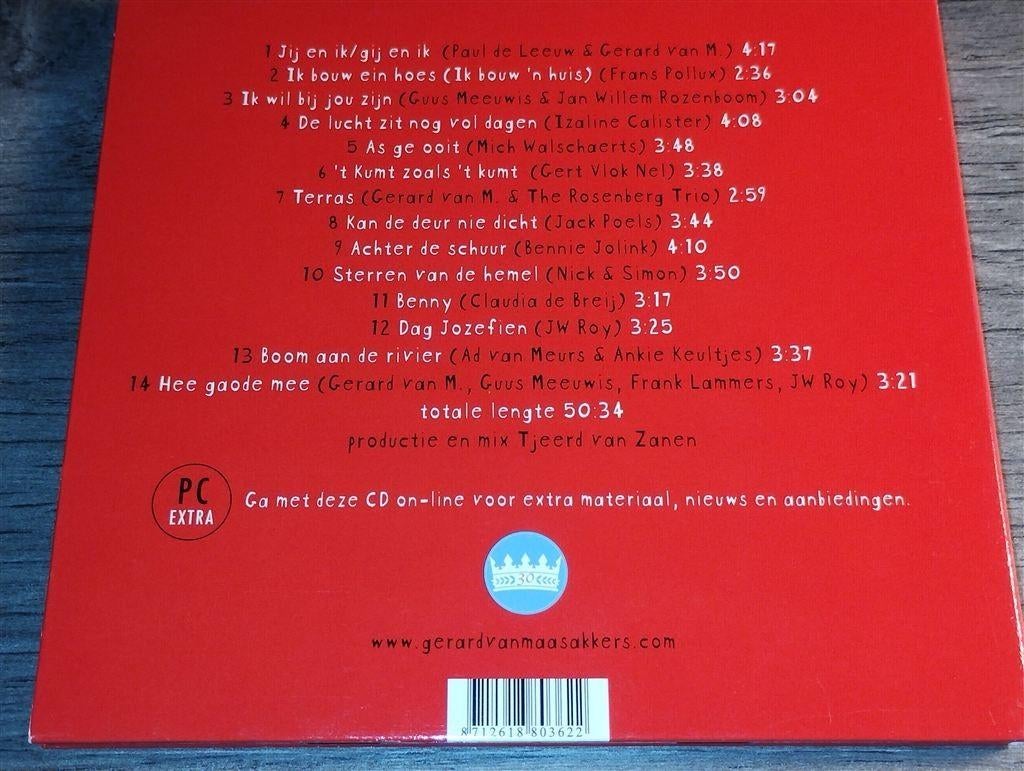 1 Jij en ik/gij en ik (Paul de Leeuw & Gerard van M.) 4:17
2 Ik bouw ein hoes (Ik bouw 'n huis) (Frans Pollux) 2:36
3 Ik wil bij jou zijn (Guus Meeuwis & Jan Willem Rozenboom) 3:04
4 De lucht zit nog vol dagen (Izaline Calister) 4:08
5 As ge ooit (Mich Walschaerts) 3:48
6 't Kumt zoals 't kumt (Gert Vlok Nel) 3:38
7 Terras (Gerard van M. & The Rosenberg Trio) 2:59
8 Kan de deur nie dicht (Jack Poels) 3:44
9 Achter de schuur (Bennie Jolink) 4:10
10 Sterren van de hemel (Nick & Simon) 3:50
11 Benny (Claudia de Breij) 3:17
12 Dag Jozefien (JW Roy) 3:25
13 Boom aan de rivier (Ad van Meurs & Ankie Keultjes) 3:37
14 Hee gaode mee (Gerard van M., Guus Meeuwis, Frank Lammers, JW Roy) 3:21
totale lengte 50:34
productie en mix Tjeerd van Zanen
PC
EXTRA
Ga met deze CD on-line voor extra materiaal, nieuws en aanbiedingen.
30
www.gerardvanmaasakkers.com
8 712618 803622